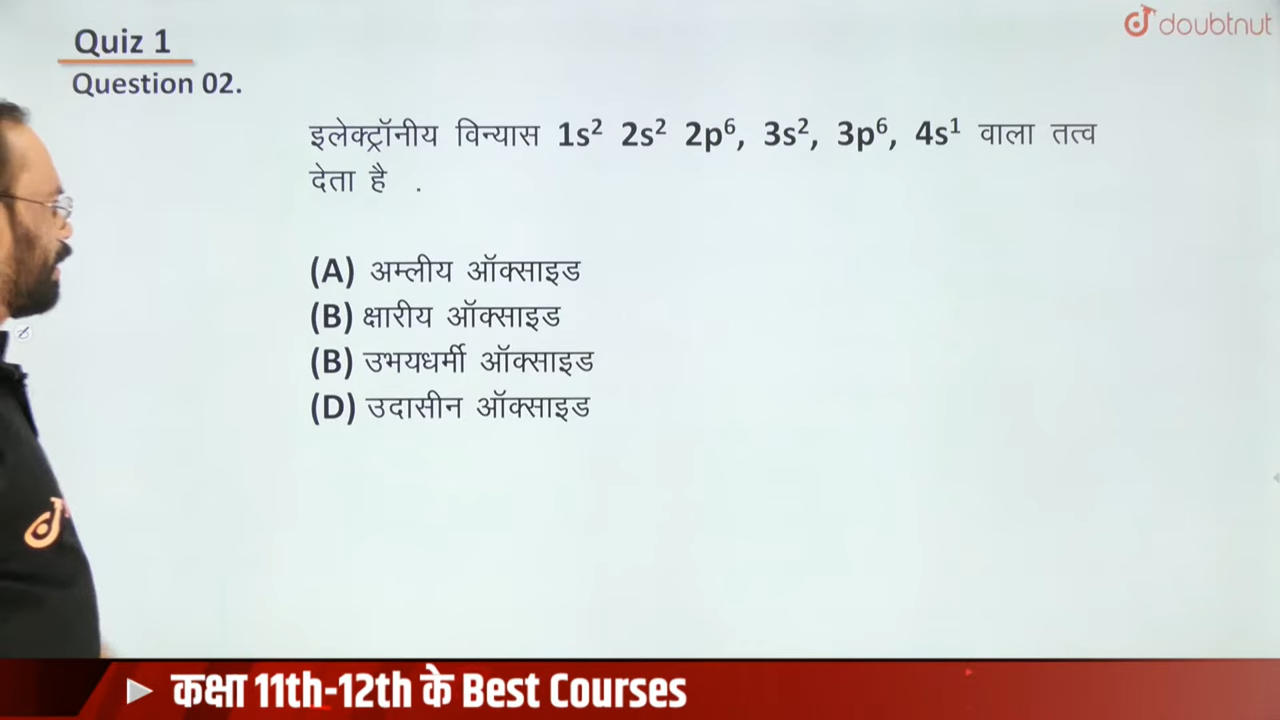 doubtnut
Quiz 1
Question 02.
इलेक्ट्रॉनीय विन्यास 1s² 2s² 2p⁶, 3s², 3p⁶, 4s¹ वाला तत्व
देता है .
(A) अम्लीय ऑक्साइड
(B) क्षारीय ऑक्साइड
(B) उभयधर्मी ऑक्साइड
(D) उदासीन ऑक्साइड
कक्षा 11th-12th के Best Courses